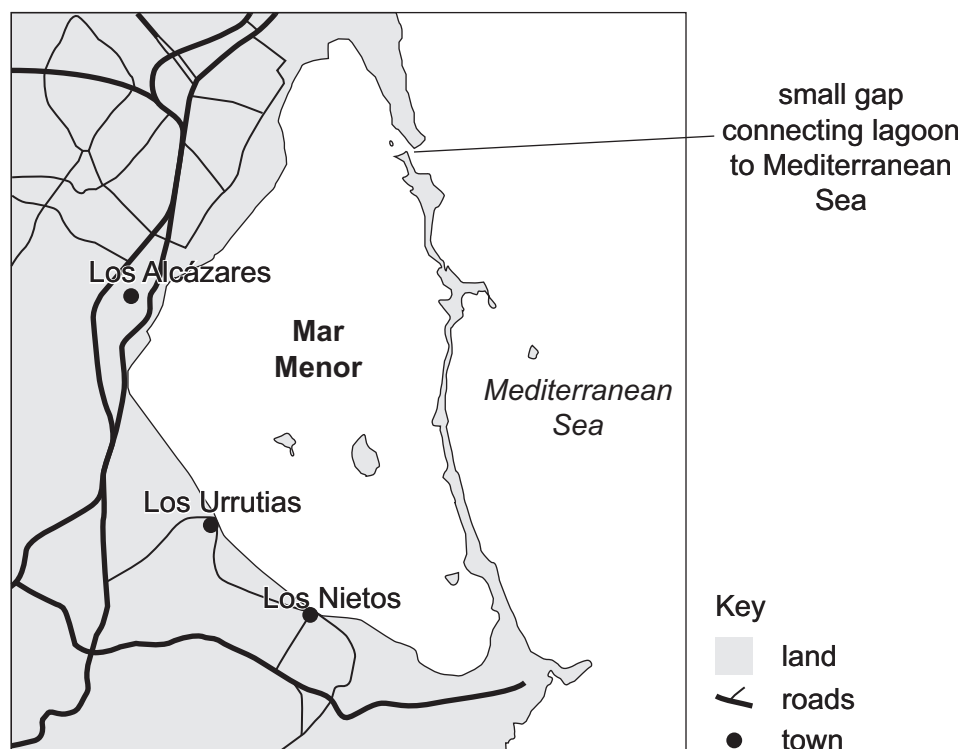 small gap
connecting lagoon
to Mediterranean
Sea
Los Alcázares
Mar
Menor
Mediterranean
Sea
Los Urrutias
Los Nietos
Key
land
roads
town